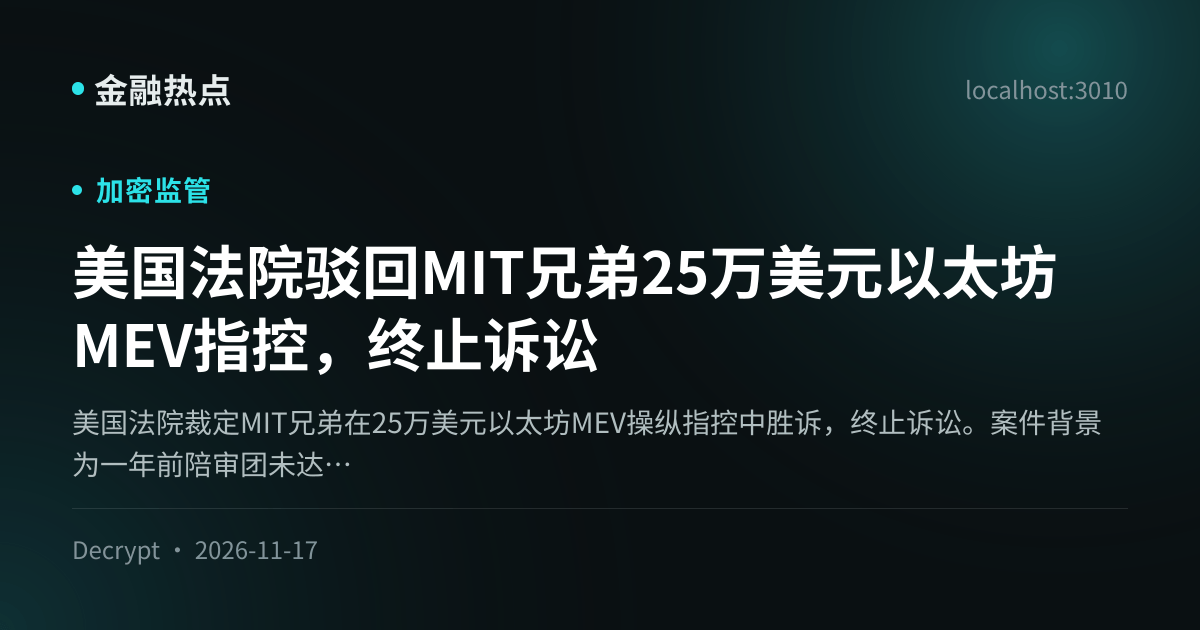 金融热点
localhost:3010
加密监管
美国法院驳回MIT兄弟25万美元以太坊
MEV指控，终止诉讼
美国法院裁定MIT兄弟在25万美元以太坊MEV操纵指控中胜诉，终止诉讼。案件背景
为一年前陪审团未达…
Decrypt • 2026-11-17